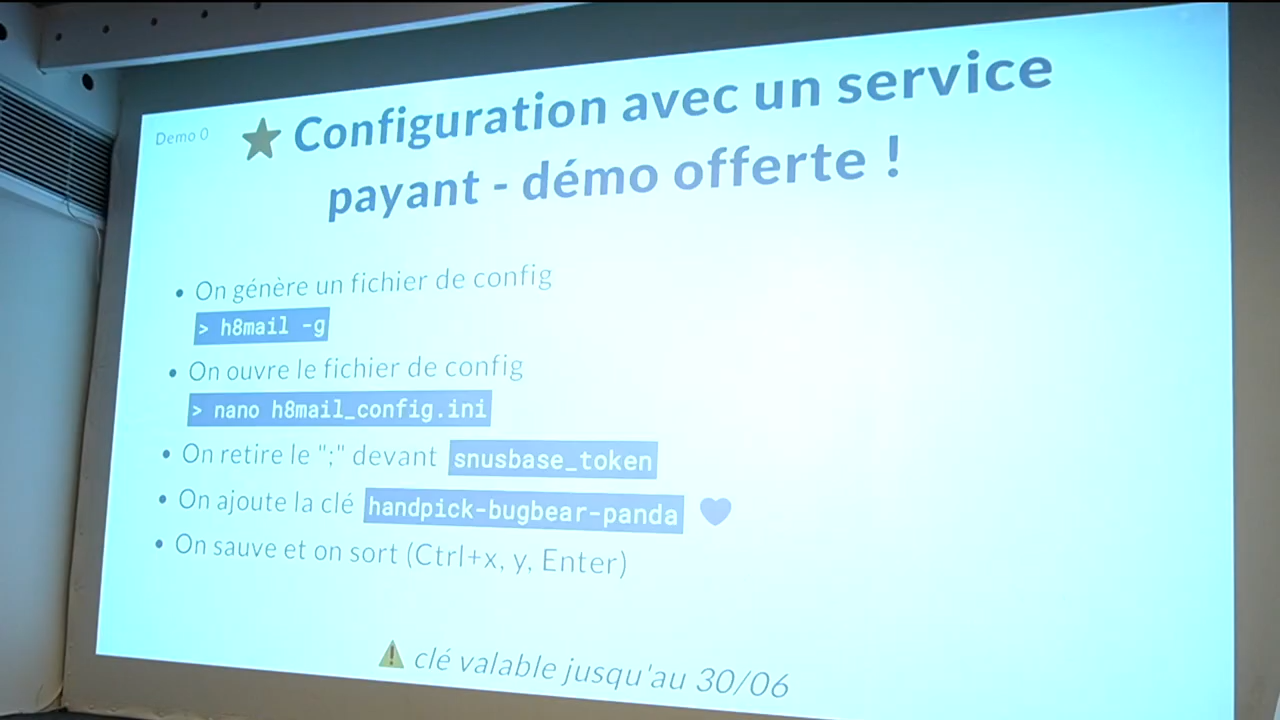 Demo 0
★ Configuration avec un service
payant - démo offerte !
• On génère un fichier de config
> h8mail -g
• On ouvre le fichier de config
> nano h8mail_config.ini
• On retire le ";" devant snusbase_token
• On ajoute la clé handpick-bugbear-panda 💙
• On sauve et on sort (Ctrl+x, y, Enter)
⚠ clé valable jusqu'au 30/06